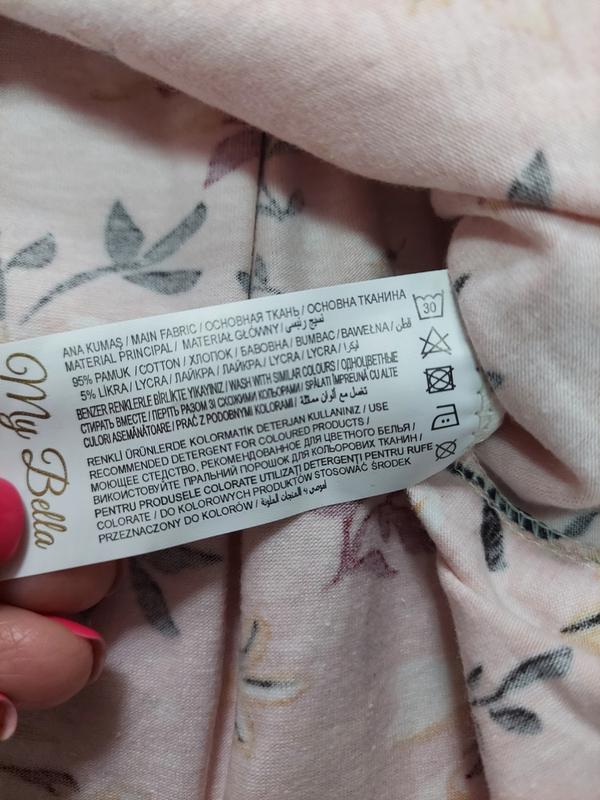 My Bella
ANA KUMAŞ / MAIN FABRIC / ОСНОВНАЯ ТКАНЬ / ОСНОВНА ТКАНИНА
MATERIAL PRINCIPAL / MATERIAŁ GŁÓWNY / نسيج رئيسي
95% PAMUK / COTTON / ХЛОПОК / БАВОВНА / BUMBAC / BAWEŁNA / قطن
5% LİKRA / LYCRA / ЛАЙКРА / ЛАЙКРА / LYCRA / LYCRA / ليكرا
BENZER RENKLERLE BİRLİKTE YIKAYINIZ / WASH WITH SIMILAR COLOURS / ОДНОЦВЕТНЫЕ
СТИРАТЬ ВМЕСТЕ / ПЕРІТЬ РАЗОМ ЗІ СХОЖИМИ КОЛЬОРАМИ / SPĂLAȚI ÎMPREUNĂ CU ALTE
CULORI ASEMĂNĂTOARE / PRAĆ Z PODOBNYMI KOLORAMI / تغسل مع ألوان مماثلة
RENKLİ ÜRÜNLERDE KOLORMATİK DETERJAN KULLANINIZ / USE
RECOMMENDED DETERGENT FOR COLOURED PRODUCTS /
МОЮЩЕЕ СТЕДСТВО, РЕКОМЕНДОВАННОЕ ДЛЯ ЦВЕТНОГО БЕЛЬЯ /
ВИКОИСТОВУЙТЕ ПРАЛЬНИЙ ПОРОШОК ДЛЯ КОЛЬОРОВИХ ТКАНИН /
PENTRU PRODUSELE COLORATE UTILIZAȚI DETERGENȚI PENTRU RUFE
COLORATE / DO KOLOROWYCH PRODUKTÓW STOSOWAĆ ŚRODEK
PRZEZNACZONY DO KOLORÓW / المنتجات الملونة
30